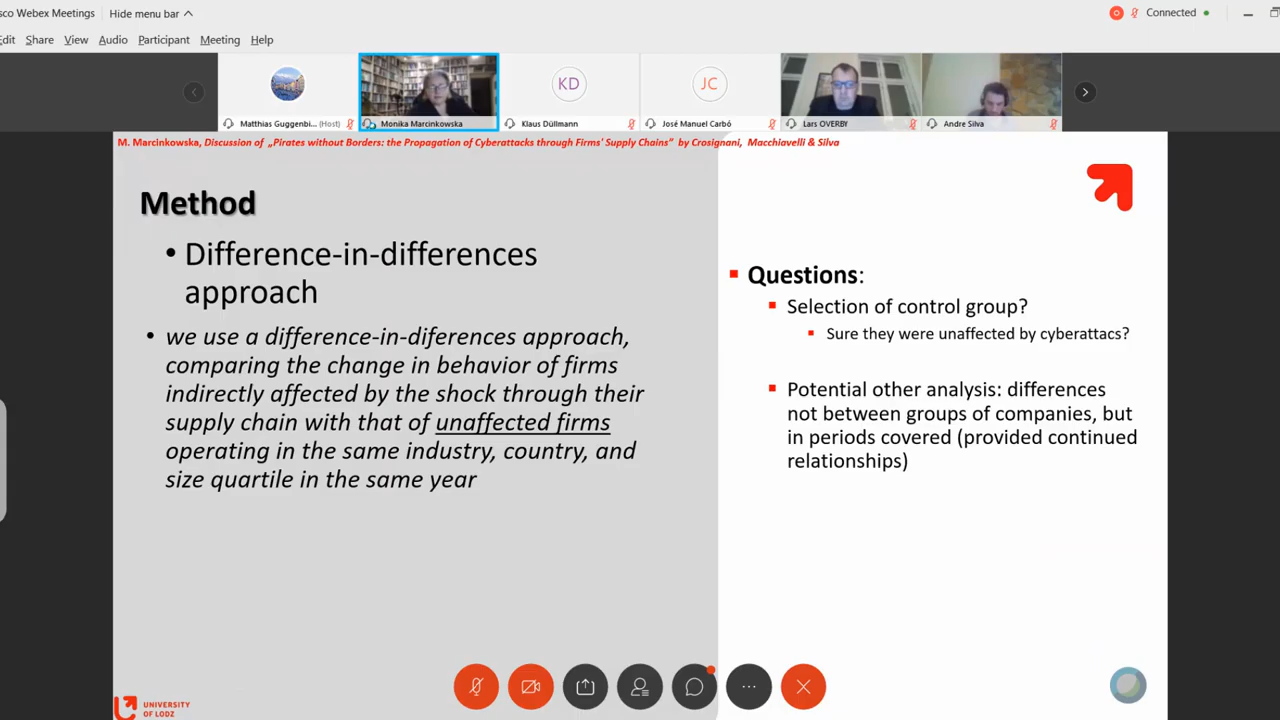 sco Webex Meetings
Hide menu bar
Connected
dit Share View Audio Participant Meeting Help
KD
JC
Matthias Guggenbi... (Host)
Monika Marcinkowska
Klaus Düllmann
José Manuel Carbó
Lars OVERBY
Andre Silva
M. Marcinkowska, Discussion of „Pirates without Borders: the Propagation of Cyberattacks through Firms' Supply Chains" by Crosignani, Macchiavelli & Silva
Method
• Difference-in-differences
approach
• we use a difference-in-diferences approach,
comparing the change in behavior of firms
indirectly affected by the shock through their
supply chain with that of unaffected firms
operating in the same industry, country, and
size quartile in the same year
Questions:
Selection of control group?
Sure they were unaffected by cyberattacs?
Potential other analysis: differences
not between groups of companies, but
in periods covered (provided continued
relationships)
UNIVERSITY
OF LODZ